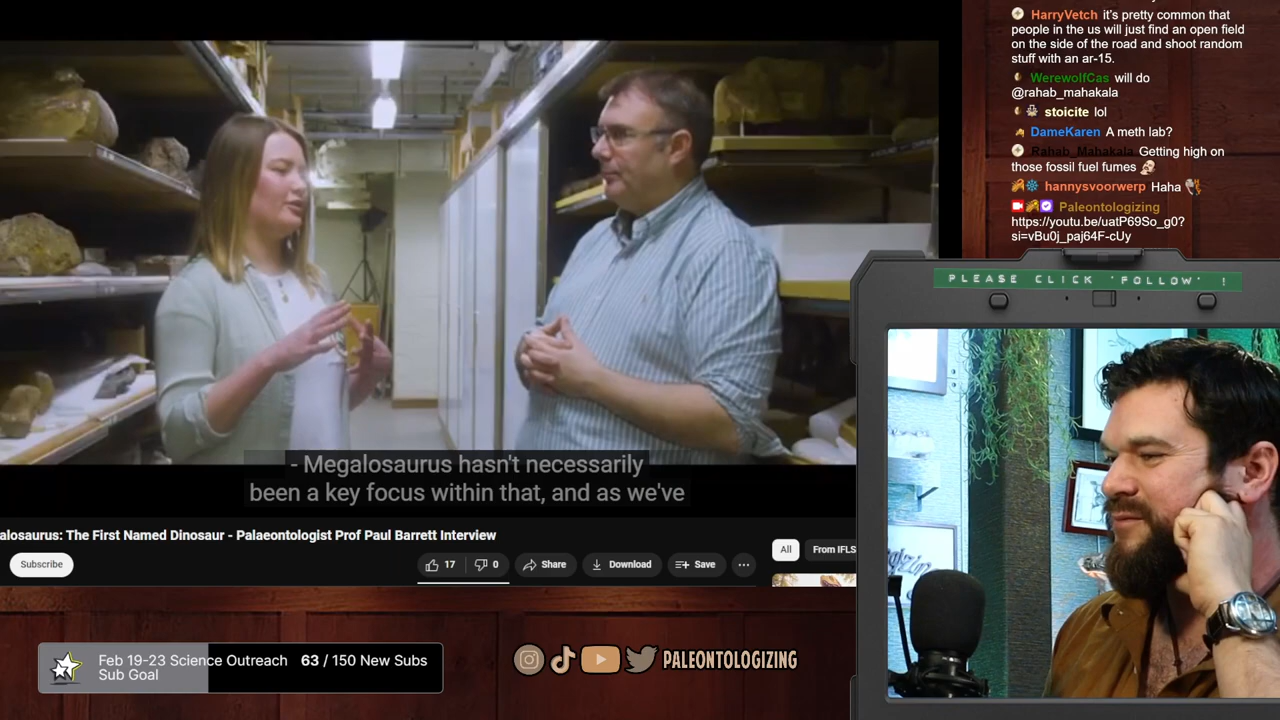 HarryVetch it's pretty common that
people in the us will just find an open field
on the side of the road and shoot random
stuff with an ar-15.
WerewolfCas will do
@rahab_mahakala
stoicite lol
DameKaren A meth lab?
Rahab_Mahakala Getting high on
those fossil fuel fumes
hannysvoorwerp Haha
Paleontologizing
https://youtu.be/uatP69So_g0?
si=vBu0j_paj64F-cUy
PLEASE CLICK 'FOLLOW' !
- Megalosaurus hasn't necessarily
been a key focus within that, and as we've
alosaurus: The First Named Dinosaur - Palaeontologist Prof Paul Barrett Interview
Subscribe
17
0
Share
Download
Save
All
From IFLS
Feb 19-23 Science Outreach 63 / 150 New Subs
Sub Goal
PALEONTOLOGIZING